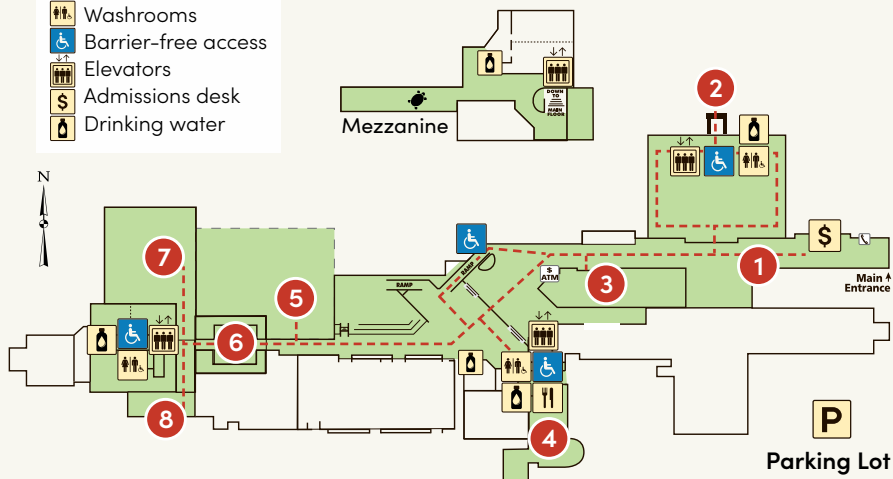 Washrooms
Barrier-free access
Elevators
$ Admissions desk
Drinking water
DOWN
TO
MAIN
FLOOR
Mezzanine
2
N
7
$
RAMP
$
ATM
1
3
Main
Entrance
RAMP
5
6
8
4
P
Parking Lot